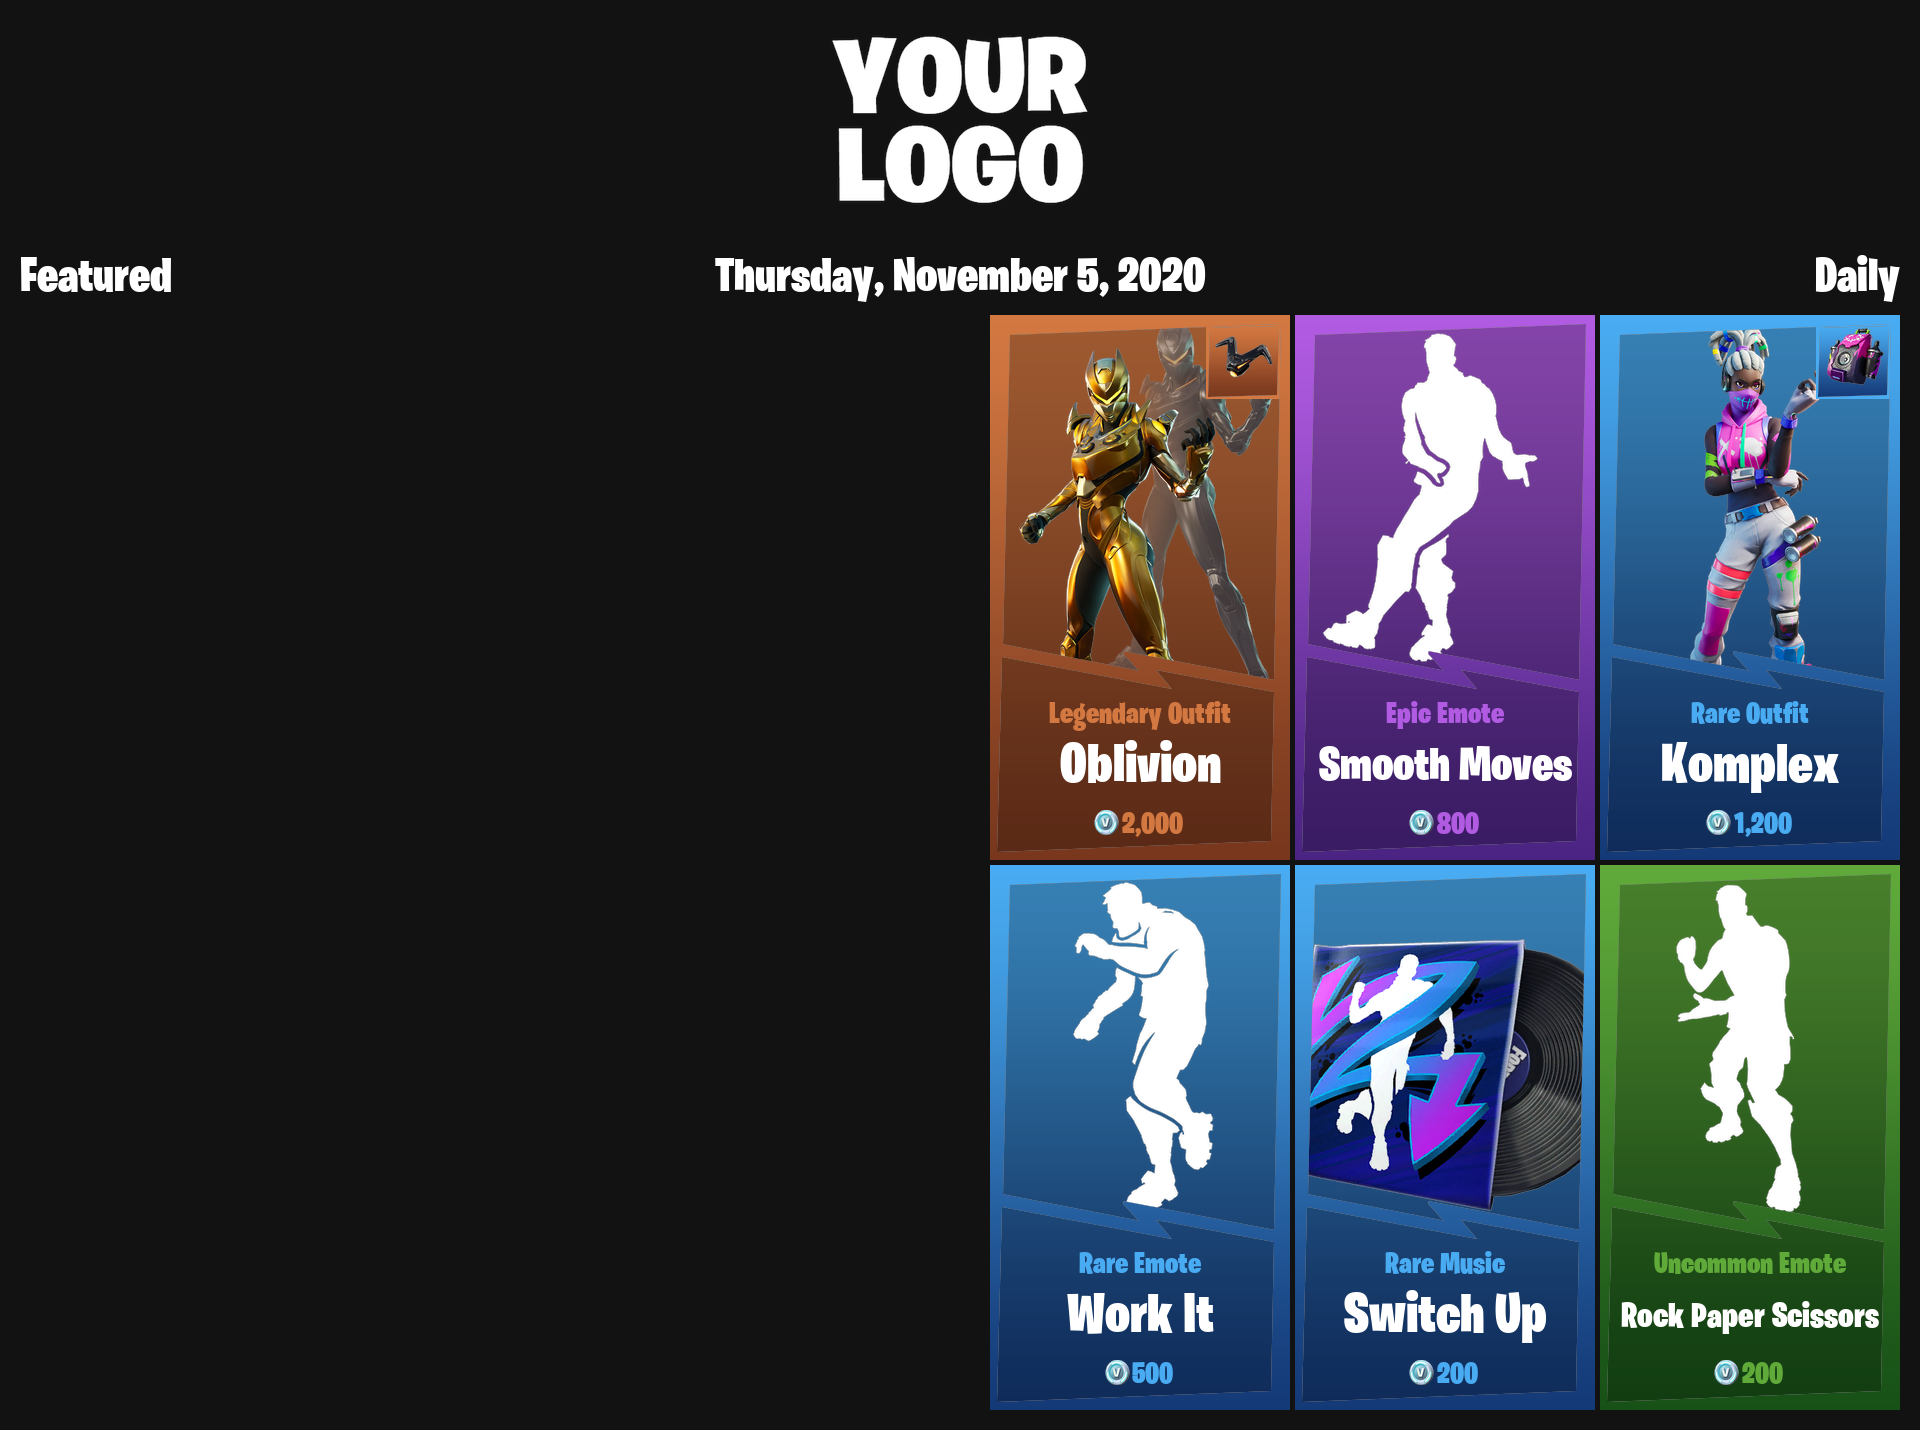 YOUR
LOGO
Featured
Thursday, November 5, 2020
Daily
Legendary Outfit
Oblivion
2,000
Epic Emote
Smooth Moves
800
Rare Outfit
Komplex
1,200
Rare Emote
Work It
500
Rare Music
Switch Up
200
Uncommon Emote
Rock Paper Scissors
200